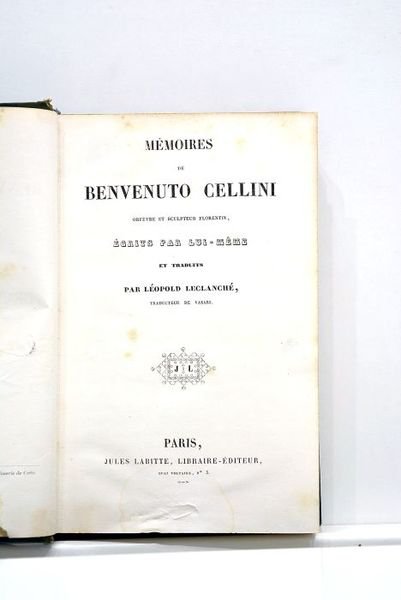 MÉMOIRES
DE
BENVENUTO CELLINI
ORFÉVRE ET SCULPTEUR FLORENTIN,
ÉCRITS PAR LUI-MÊME
ET TRADUITS
PAR LÉOPOLD LECLANCHÉ,
TRADUCTEUR DE VASARI.
J L
PARIS,
JULES LABITTE, LIBRAIRE-ÉDITEUR,
QUAI VOLTAIRE, N° 3.